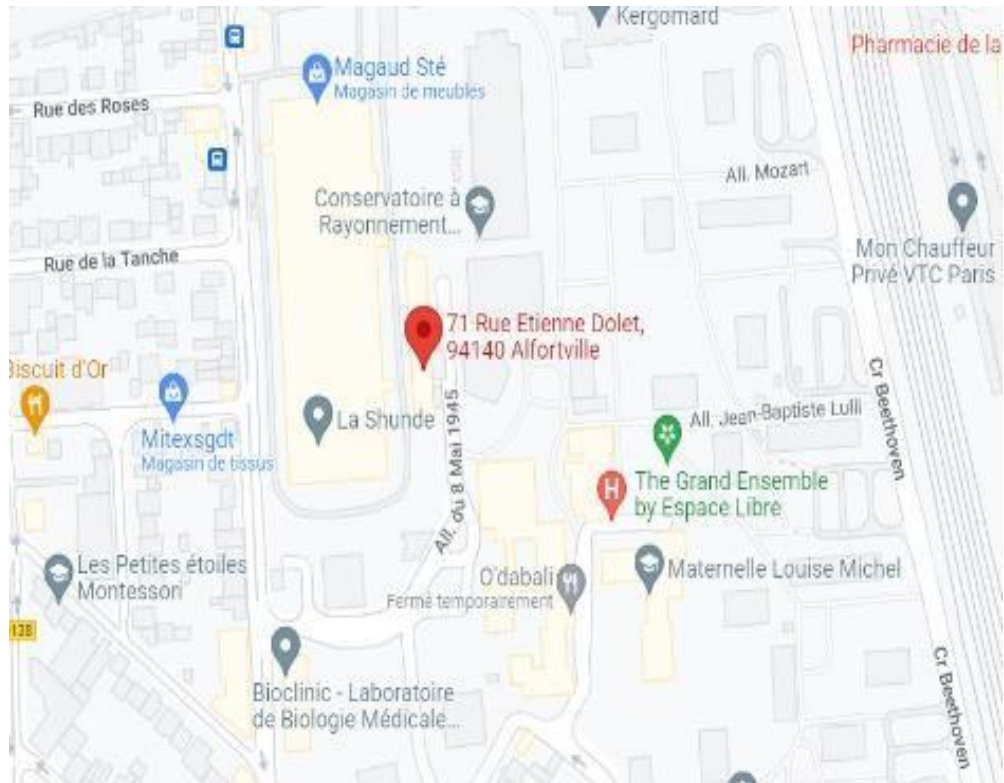 Kergomard
Pharmacie de la
Magaud Sté
Magasin de meubles
Rue des Roses
All. Mozart
Conservatoire à
Rayonnement...
Rue de la Tanche
Mon Chauffeur
Privé VTC Paris
71 Rue Etienne Dolet,
94140 Alfortville
Biscuit d'Or
Cr Beethoven
La Shunde
All. Jean-Baptiste Lulli
Mitexsgdt
Magasin de tissus
All. du 8 Mai 1945
H
The Grand Ensemble
by Espace Libre
Les Petites étoiles
Montessori
O'dabali
Fermé temporairement
Maternelle Louise Michel
138
Bioclinic - Laboratoire
de Biologie Médicale...
Cr Beethoven